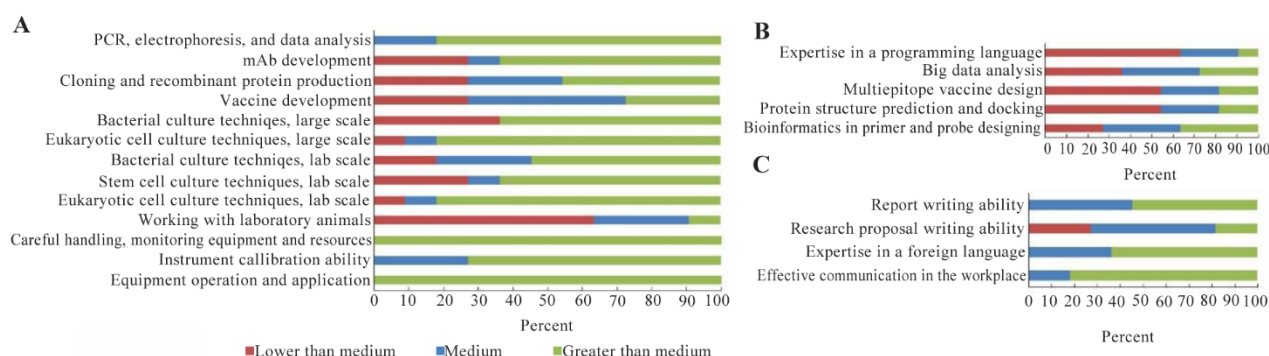 A
PCR, electrophoresis, and data analysis
mAb development
Cloning and recombinant protein production
Vaccine development
Bacterial culture techniqes, large scale
Eukaryotic cell culture techniques, large scale
Bacterial culture techniqes, lab scale
Stem cell culture techniques, lab scale
Eukaryotic cell culture techniques, lab scale
Working with laboratory animals
Careful handling, monitoring equipment and resources
Instrument callibration ability
Equipment operation and application
0 10 20 30 40 50 60 70 80 90 100
Percent
Lower than medium Medium Greater than medium
B
Expertise in a programming language
Big data analysis
Multiepitope vaccine design
Protein structure prediction and docking
Bioinformatics in primer and probe designing
0 10 20 30 40 50 60 70 80 90 100
Percent
C
Report writing ability
Research proposal writing ability
Expertise in a foreign language
Effective communication in the workplace
0 10 20 30 40 50 60 70 80 90 100
Percent